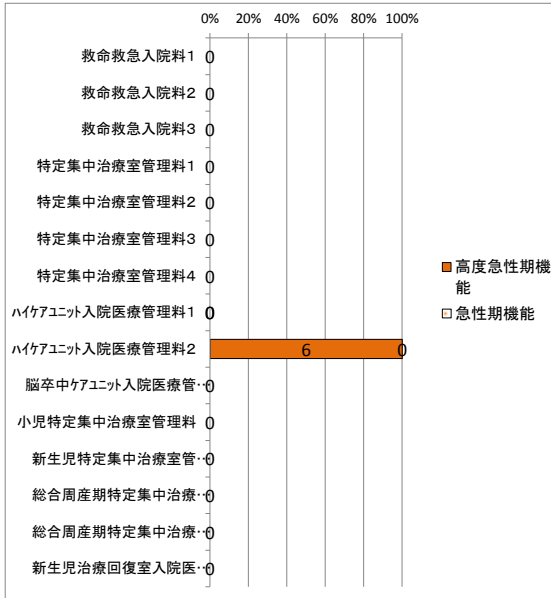 0% 20% 40% 60% 80% 100%
救命救急入院料1 0
救命救急入院料2 0
救命救急入院料3 0
特定集中治療室管理料1 0
特定集中治療室管理料2 0
特定集中治療室管理料3 0
特定集中治療室管理料4 0
ﾊｲｹｱﾕﾆｯﾄ入院医療管理料1 0
ﾊｲｹｱﾕﾆｯﾄ入院医療管理料2 6 0
脳卒中ケアユニット入院医療管… 0
小児特定集中治療室管理料 0
新生児特定集中治療室管… 0
総合周産期特定集中治療… 0
総合周産期特定集中治療… 0
新生児治療回復室入院医… 0
高度急性期機
能
急性期機能